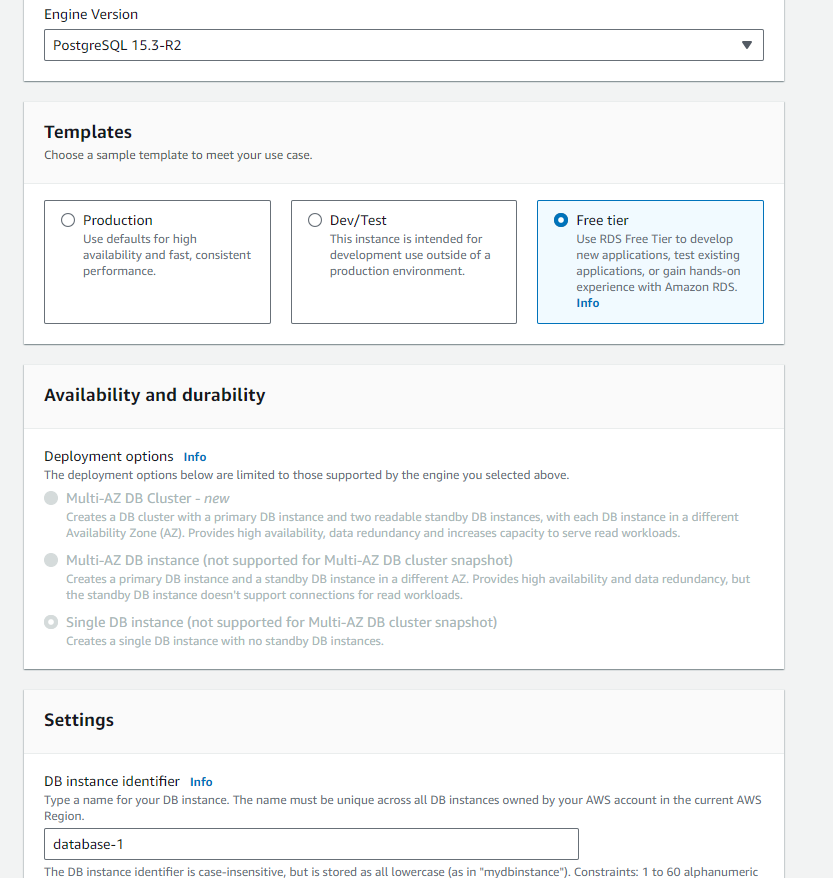 Engine Version
PostgreSQL 15.3-R2
Templates
Choose a sample template to meet your use case.
Production
Use defaults for high
availability and fast, consistent
performance.
Dev/Test
This instance is intended for
development use outside of a
production environment.
Free tier
Use RDS Free Tier to develop
new applications, test existing
applications, or gain hands-on
experience with Amazon RDS.
Info
Availability and durability
Deployment options Info
The deployment options below are limited to those supported by the engine you selected above.
Multi-AZ DB Cluster - new
Creates a DB cluster with a primary DB instance and two readable standby DB instances, with each DB instance in a different
Availability Zone (AZ). Provides high availability, data redundancy and increases capacity to serve read workloads.
Multi-AZ DB instance (not supported for Multi-AZ DB cluster snapshot)
Creates a primary DB instance and a standby DB instance in a different AZ. Provides high availability and data redundancy, but
the standby DB instance doesn't support connections for read workloads.
Single DB instance (not supported for Multi-AZ DB cluster snapshot)
Creates a single DB instance with no standby DB instances.
Settings
DB instance identifier Info
Type a name for your DB instance. The name must be unique across all DB instances owned by your AWS account in the current AWS
Region.
database-1
The DB instance identifier is case-insensitive, but is stored as all lowercase (as in "mydbinstance"). Constraints: 1 to 60 alphanumeric